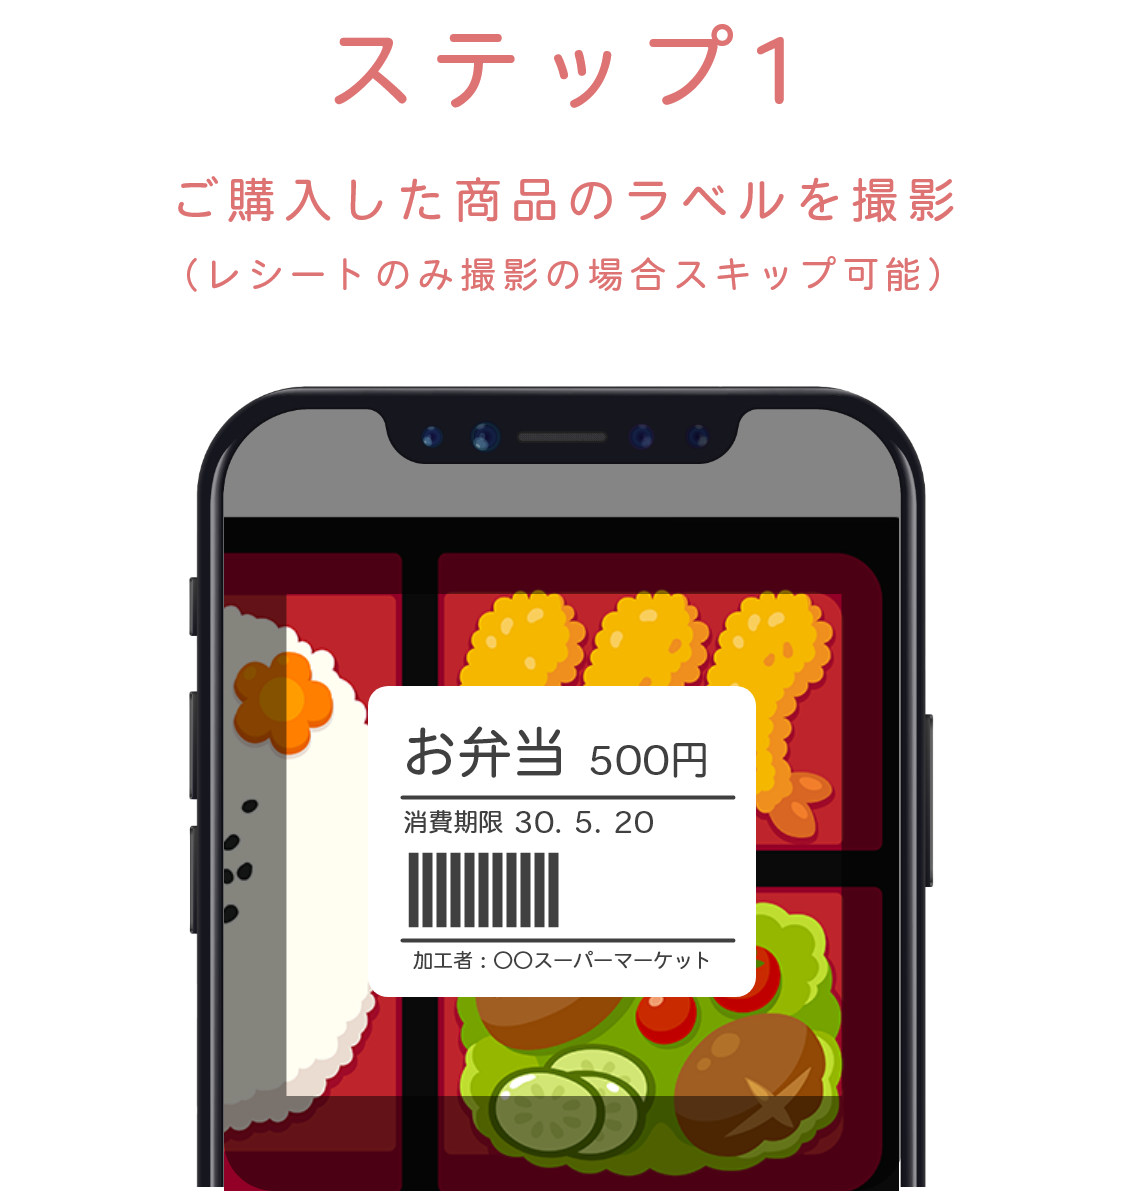 ステップ1
ご購入した商品のラベルを撮影
（レシートのみ撮影の場合スキップ可能）
お弁当 500円
消費期限 30. 5. 20
加工者：〇〇スーパーマーケット